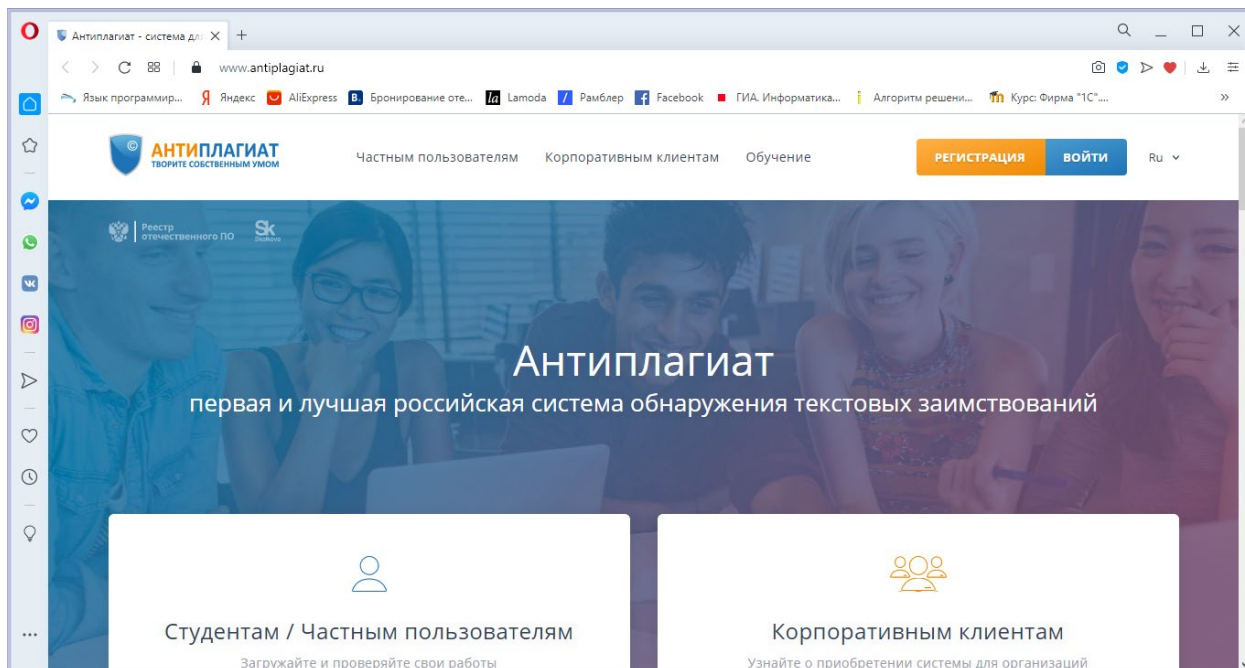 Антиплагиат - система для
www.antiplagiat.ru
Язык программир... Яндекс AliExpress Бронирование оте... Lamoda Рамблер Facebook ГИА. Информатика... Алгоритм решени... Курс: Фирма "1С"....
АНТИПЛАГИАТ
ТВОРИТЕ СОБСТВЕННЫМ УМОМ
Частным пользователям Корпоративным клиентам Обучение РЕГИСТРАЦИЯ ВОЙТИ Ru
Реестр
отечественного ПО
Sk
Skolkovo
Антиплагиат
первая и лучшая российская система обнаружения текстовых заимствований
Студентам / Частным пользователям
Загружайте и проверяйте свои работы
Корпоративным клиентам
Узнайте о приобретении системы для организаций